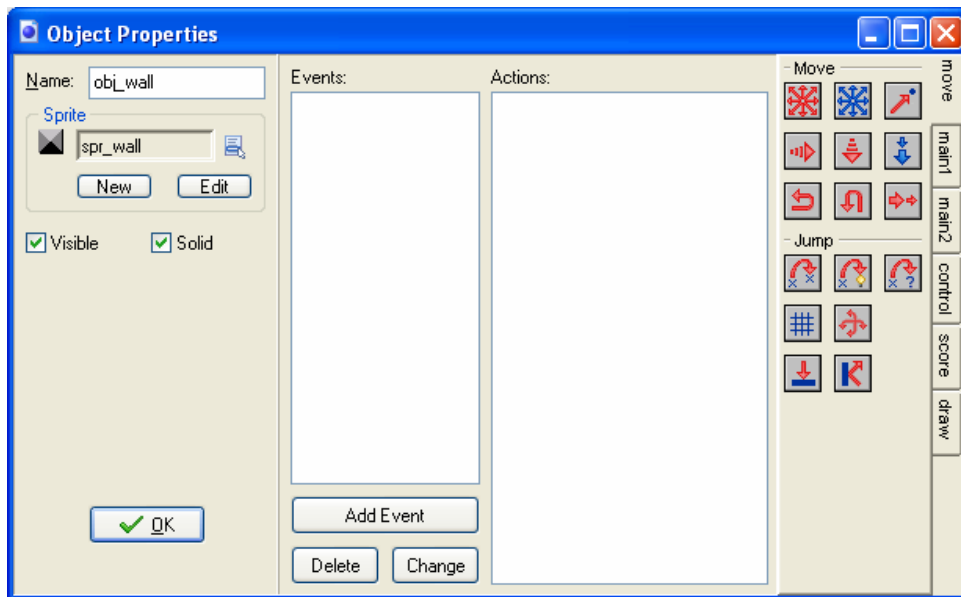 Object Properties
Name: obj_wall
Sprite
spr_wall
New Edit
Visible Solid
OK
Events:
Add Event
Delete Change
Actions:
Move
Jump
move
main1
main2
control
score
draw